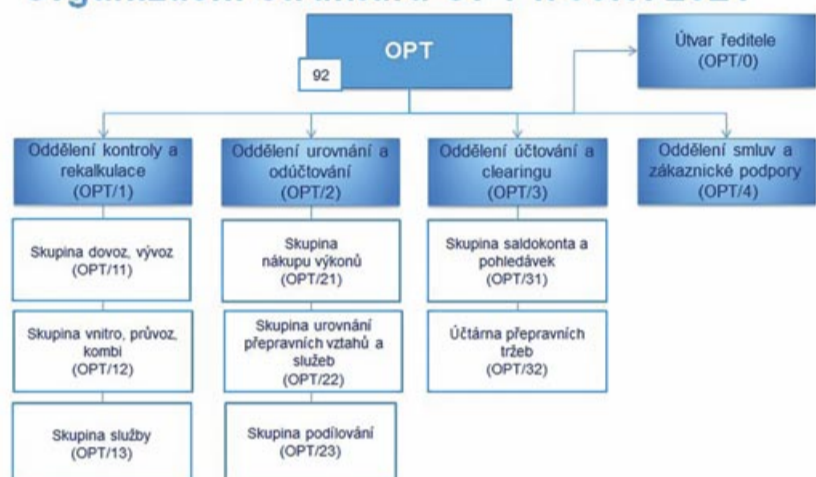 OPT
92
Útvar ředitele
(OPT/0)
Oddělení kontroly a
rekalkulace
(OPT/1)
Oddělení urovnání a
odúčtování
(OPT/2)
Oddělení účtování a
clearingu
(OPT/3)
Oddělení smluv a
zákaznické podpory
(OPT/4)
Skupina dovoz, vývoz
(OPT/11)
Skupina
nákupu výkonů
(OPT/21)
Skupina saldokonta a
pohledávek
(OPT/31)
Skupina vnitro, průvoz,
kombi
(OPT/12)
Skupina urovnání
přepravních vztahů a
služeb
(OPT/22)
Účtárna přepravních
tržeb
(OPT/32)
Skupina služby
(OPT/13)
Skupina podílování
(OPT/23)